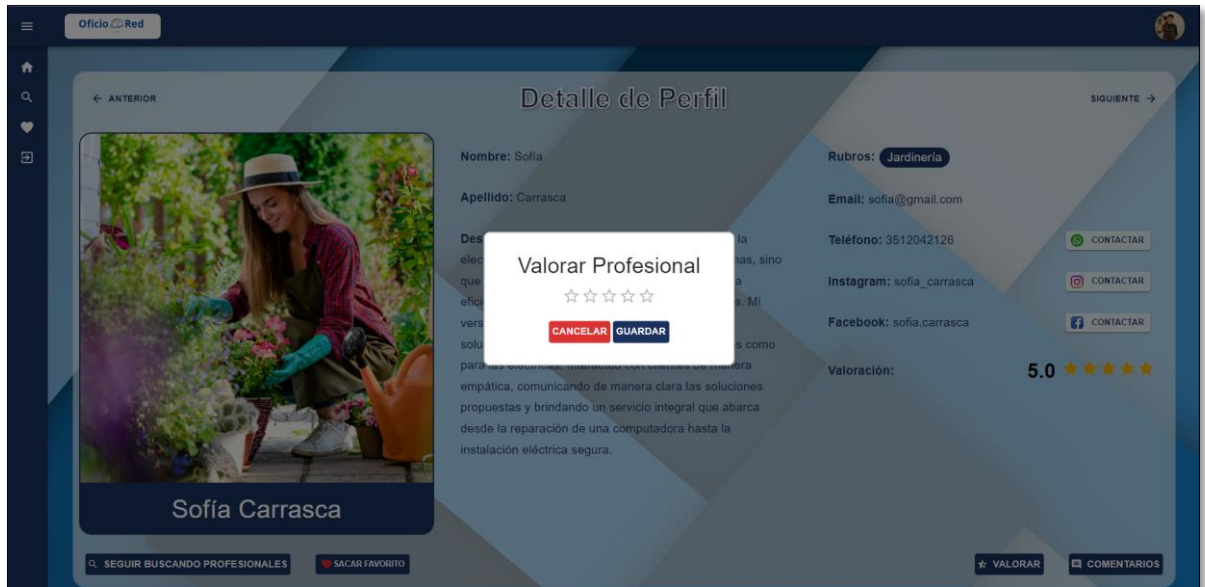 Oficio Red
← ANTERIOR
Detalle de Perfil
SIGUIENTE →
Nombre: Sofía
Apellido: Carrasca
Rubros: Jardinería
Email: sofia@gmail.com
Teléfono: 3512042126
CONTACTAR
Instagram: sofia_carrasca
CONTACTAR
Facebook: sofia.carrasca
CONTACTAR
Valoración: 5.0
Valorar Profesional
CANCELAR GUARDAR
empática, comunicando de manera clara las soluciones
propuestas y brindando un servicio integral que abarca
desde la reparación de una computadora hasta la
instalación eléctrica segura.
Sofía Carrasca
SEGUIR BUSCANDO PROFESIONALES
SACAR FAVORITO
VALORAR
COMENTARIOS